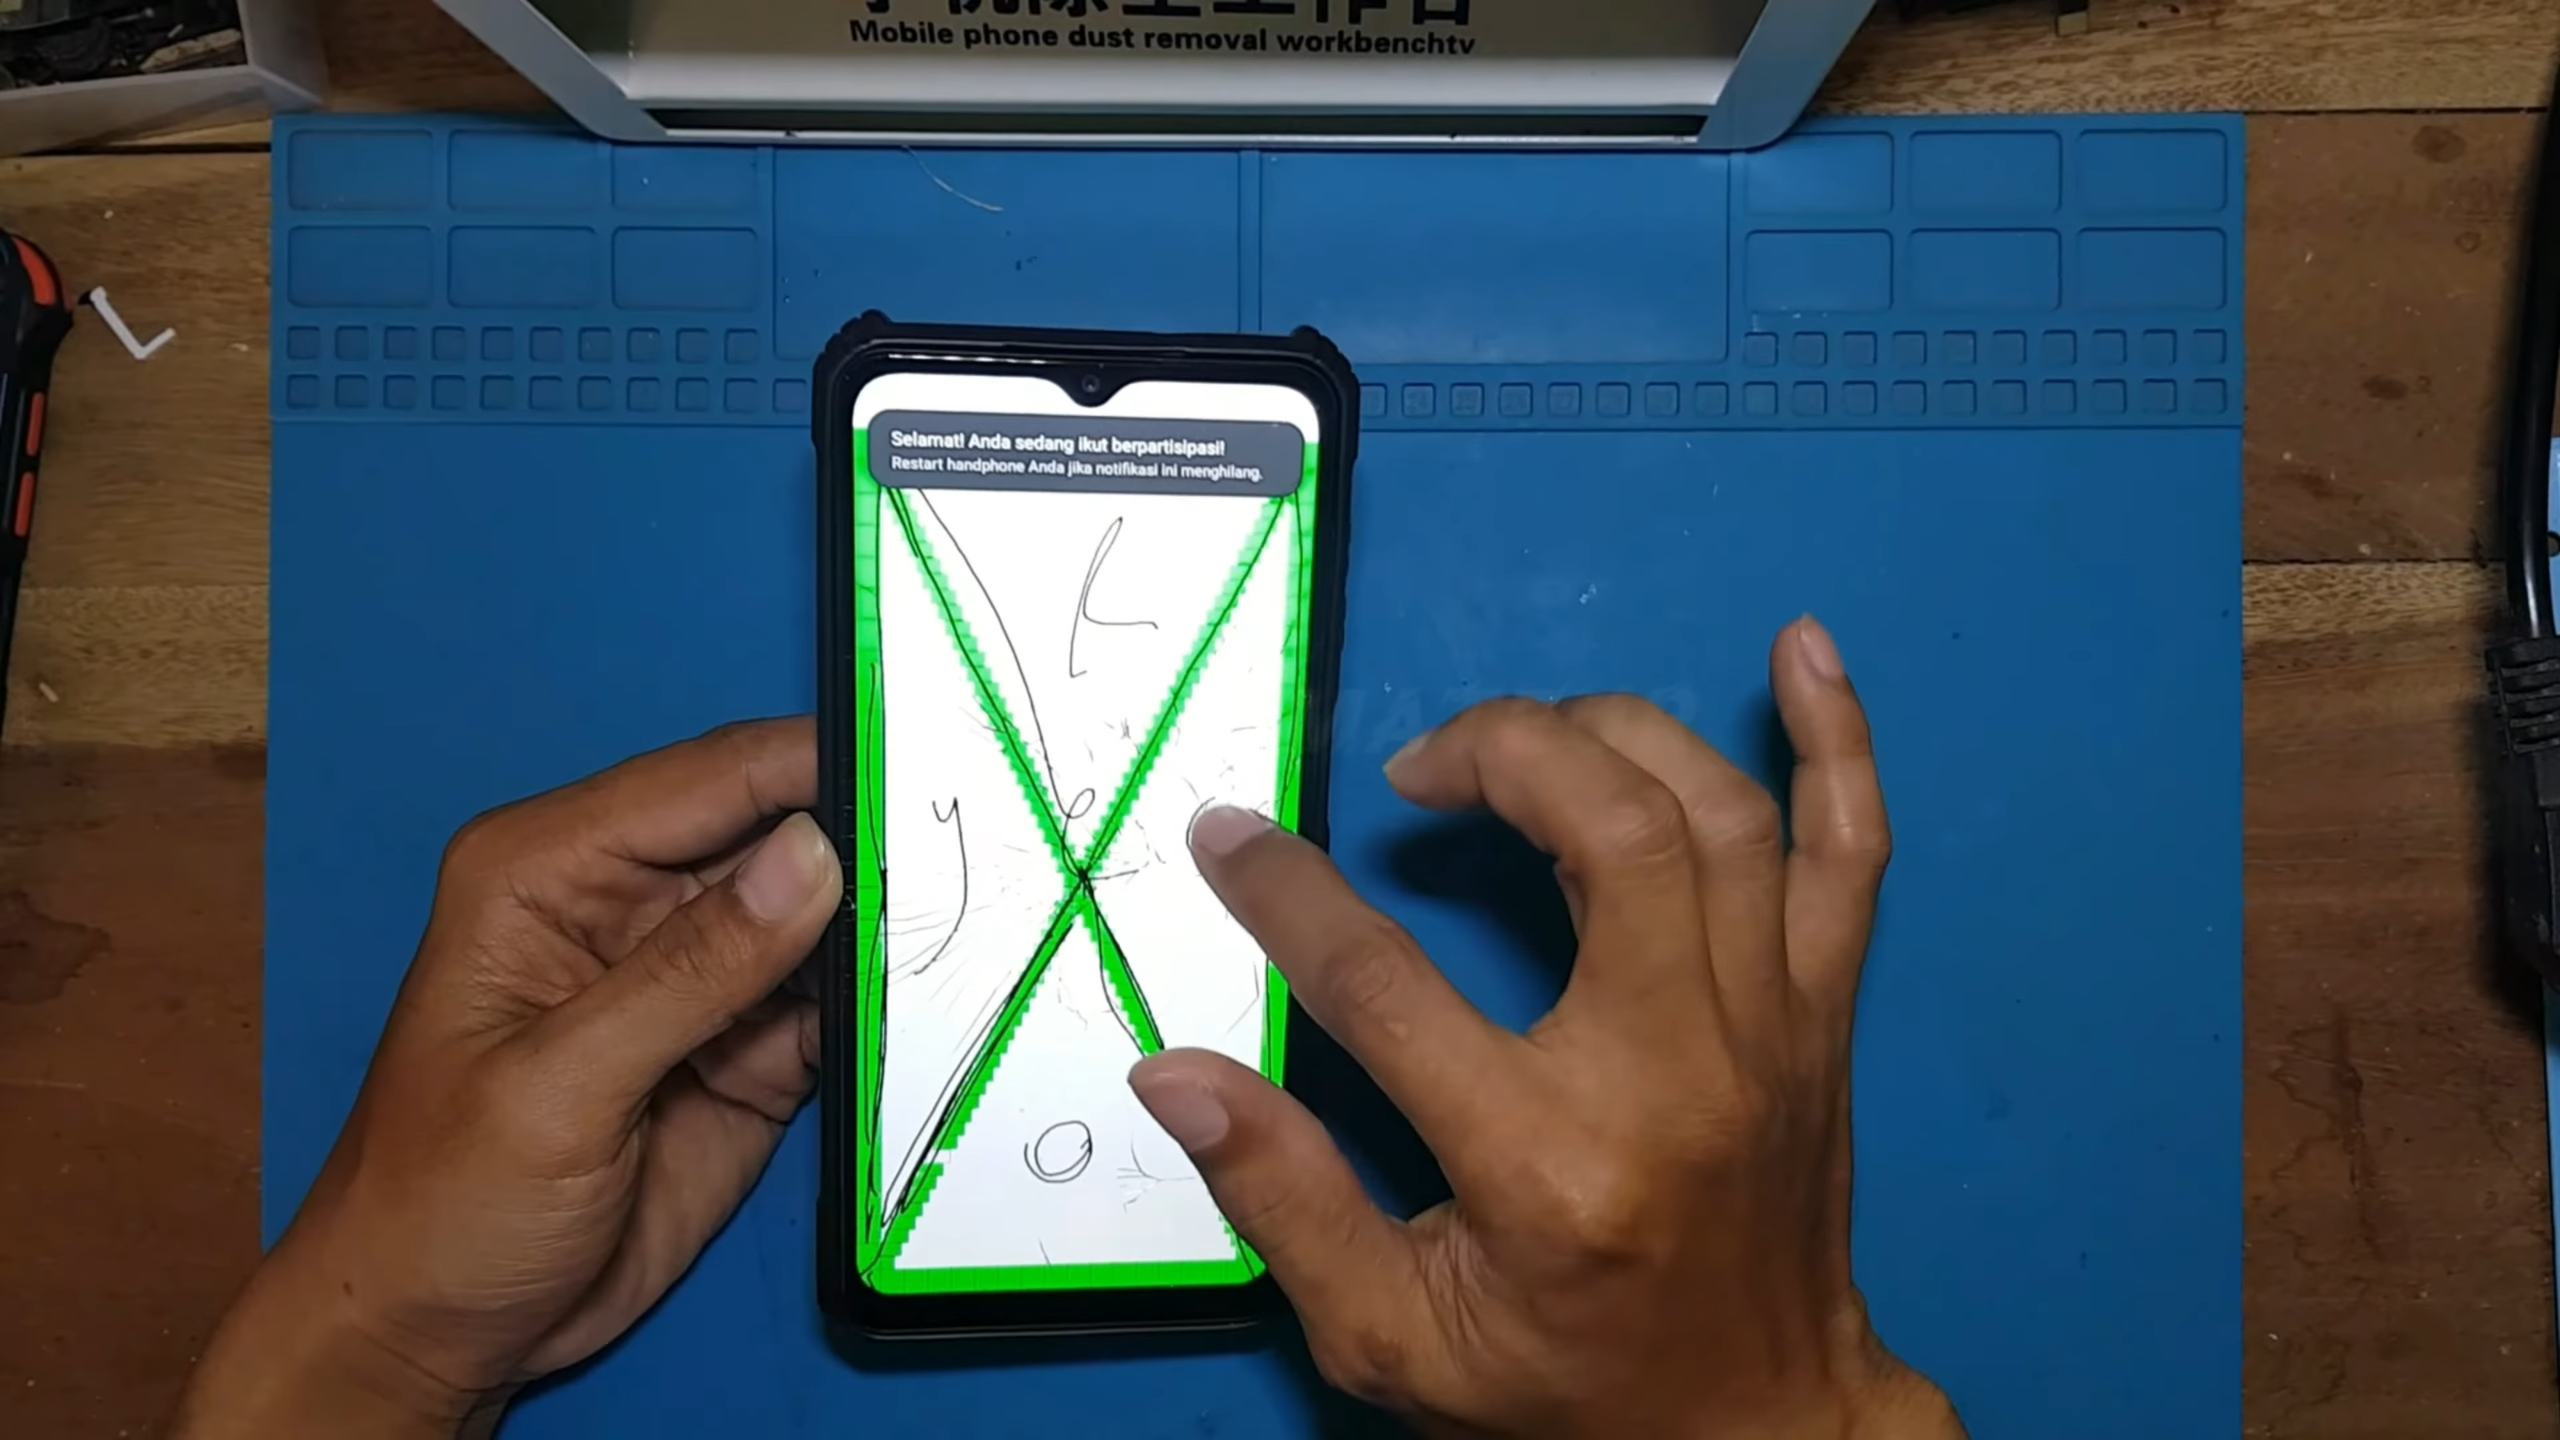 Mobile phone dust removal workbenchtv
Selamat! Anda sedang ikut berpartisipasi!
Restart handphone Anda jika notifikasi ini menghilang.
y